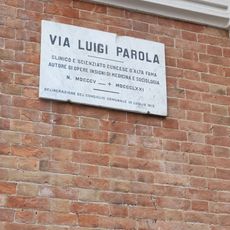 VIA LUIGI PAROLA
CLINICO E SCIENZIATO CUNEESE D'ALTA FAMA
AUTORE DI OPERE INSIGNI DI MEDICINA E SOCIOLOGIA
N. MDCCCV + MDCCCLXXI
DELIBERAZIONE DEL CONSIGLIO COMUNALE LUGLIO